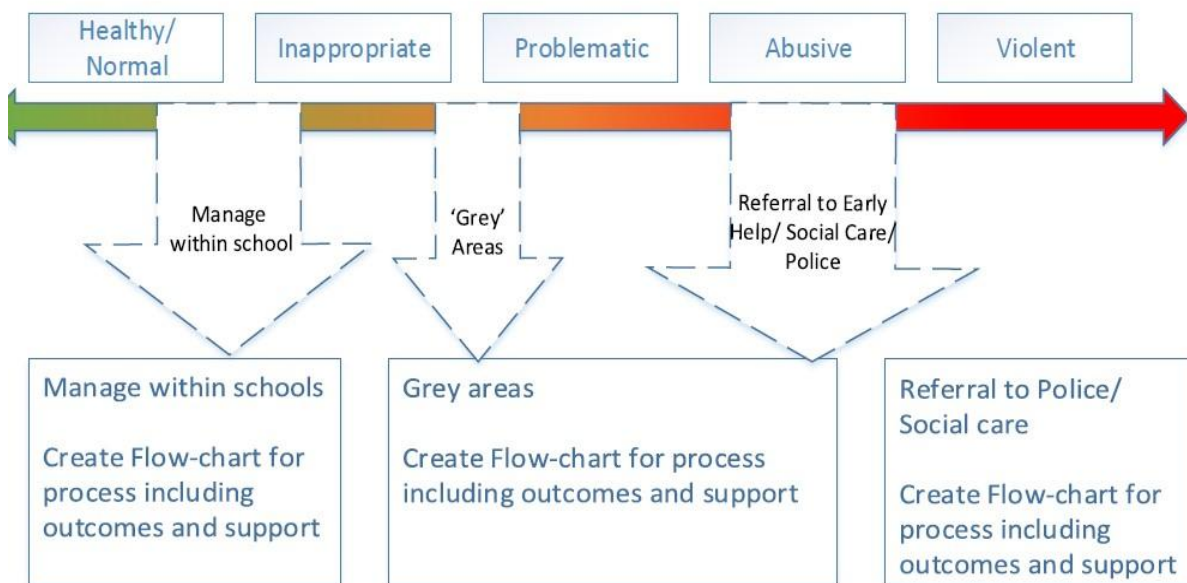 Healthy/
Normal
Inappropriate
Problematic
Abusive
Violent
Manage
within school
‘Grey’
Areas
Referral to Early
Help/ Social Care/
Police
Manage within schools
Create Flow-chart for
process including
outcomes and support
Grey areas
Create Flow-chart for process
including outcomes and support
Referral to Police/
Social care
Create Flow-chart for
process including
outcomes and support